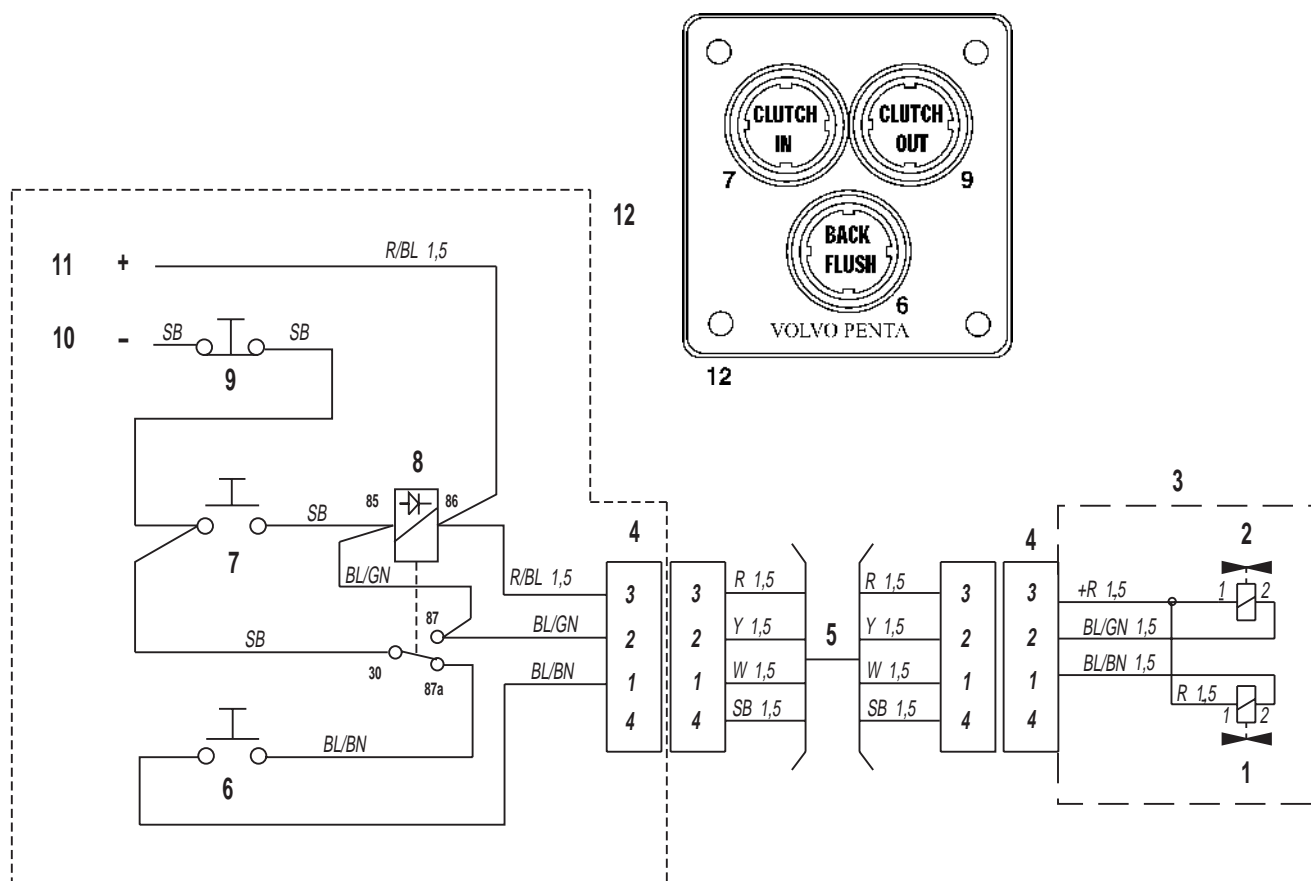 CLUTCH
IN
CLUTCH
OUT
7
9
BACK
FLUSH
6
VOLVO PENTA
12
12
11 + R/BL 1,5
10 - SB SB
9
8
85 86
SB
7
BL/GN
R/BL 1,5
87
BL/GN
SB
30
87a
BL/BN
BL/BN
6
4
3
2
1
4
3
2
1
4
R 1,5
Y 1,5
W 1,5
SB 1,5
5
R 1,5
Y 1,5
W 1,5
SB 1,5
3
2
1
4
4
3
2
1
4
3
2
+R 1,5
1 2
BL/GN 1,5
BL/BN 1,5
R 1,5
1 2
1